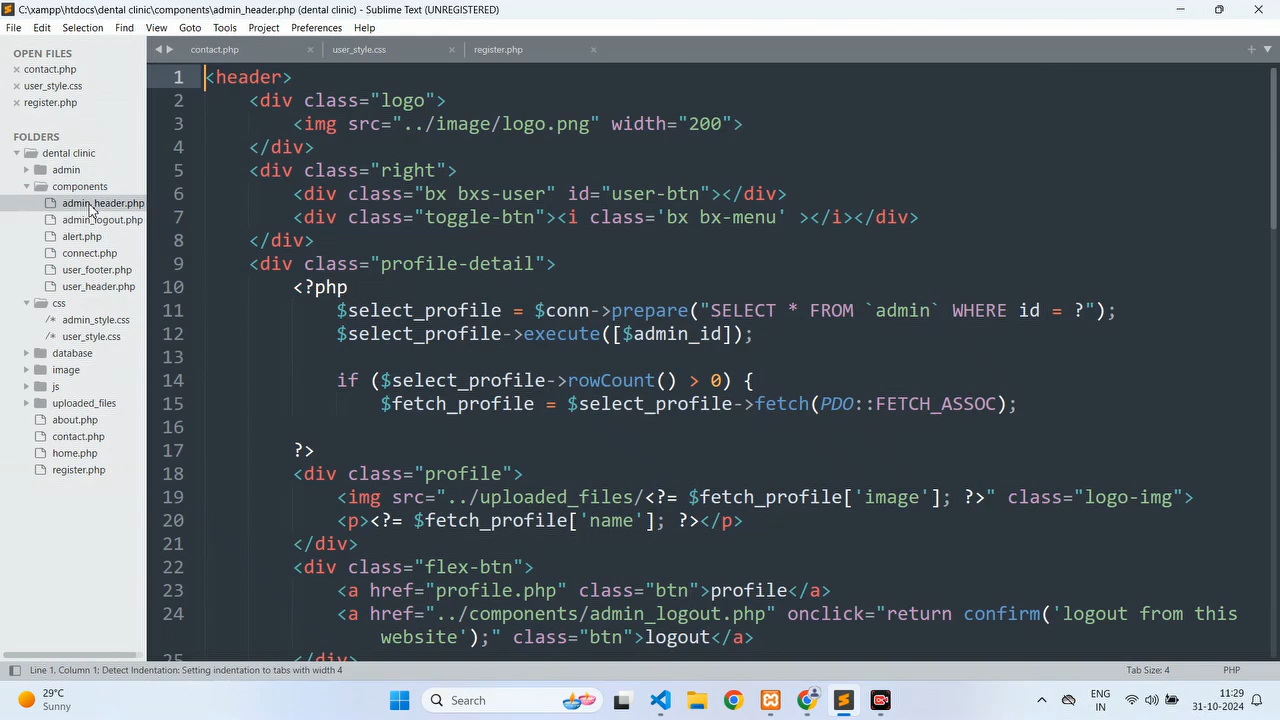 C:\xampp\htdocs\dental clinic\components\admin_header.php (dental clinic) - Sublime Text (UNREGISTERED)
File Edit Selection Find View Goto Tools Project Preferences Help
OPEN FILES
contact.php
user_style.css
register.php
FOLDERS
dental clinic
admin
components
admin_header.php
admin_logout.php
alert.php
connect.php
user_footer.php
user_header.php
css
/* admin_style.css
/* user_style.css
database
image
js
uploaded_files
about.php
contact.php
home.php
register.php
contact.php user_style.css register.php
1 <header>
2 <div class="logo">
3 <img src="../image/logo.png" width="200">
4 </div>
5 <div class="right">
6 <div class="bx bxs-user" id="user-btn"></div>
7 <div class="toggle-btn"><i class='bx bx-menu' ></i></div>
8 </div>
9 <div class="profile-detail">
10 <?php
11 $select_profile = $conn->prepare("SELECT * FROM `admin` WHERE id = ?");
12 $select_profile->execute([$admin_id]);
13
14 if ($select_profile->rowCount() > 0) {
15 $fetch_profile = $select_profile->fetch(PDO::FETCH_ASSOC);
16
17 ?>
18 <div class="profile">
19 <img src="../uploaded_files/<?= $fetch_profile['image']; ?>" class="logo-img">
20 <p><?= $fetch_profile['name']; ?></p>
21 </div>
22 <div class="flex-btn">
23 <a href="profile.php" class="btn">profile</a>
24 <a href="../components/admin_logout.php" onclick="return confirm('logout from this
website');" class="btn">logout</a>
25 </div>
Line 1, Column 1; Detect Indentation: Setting indentation to tabs with width 4 Tab Size: 4 PHP
29°C
Sunny
Search
ENG
IN
11:29
31-10-2024